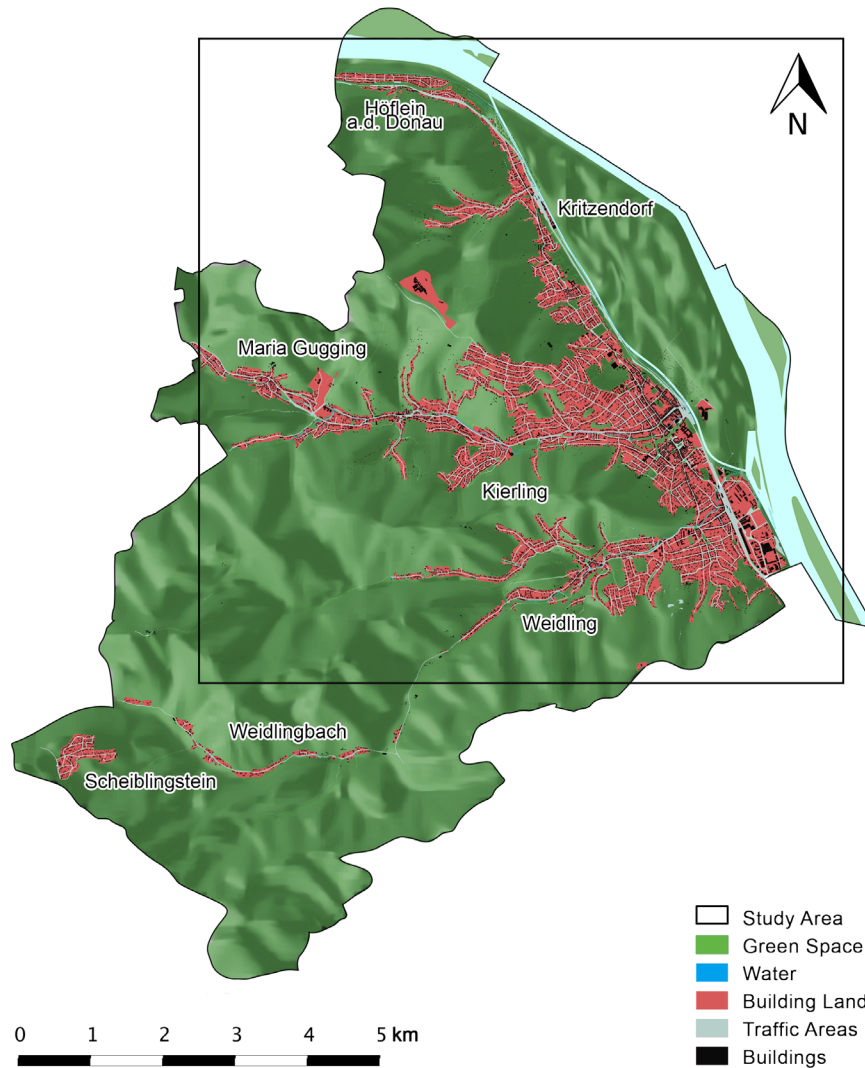 N
Höflein
a.d. Donau
Kritzendorf
Maria Gugging
Kierling
Weidling
Weidlingbach
Scheiblingstein
Study Area
Green Space
Water
Building Land
Traffic Areas
Buildings
0 1 2 3 4 5 km